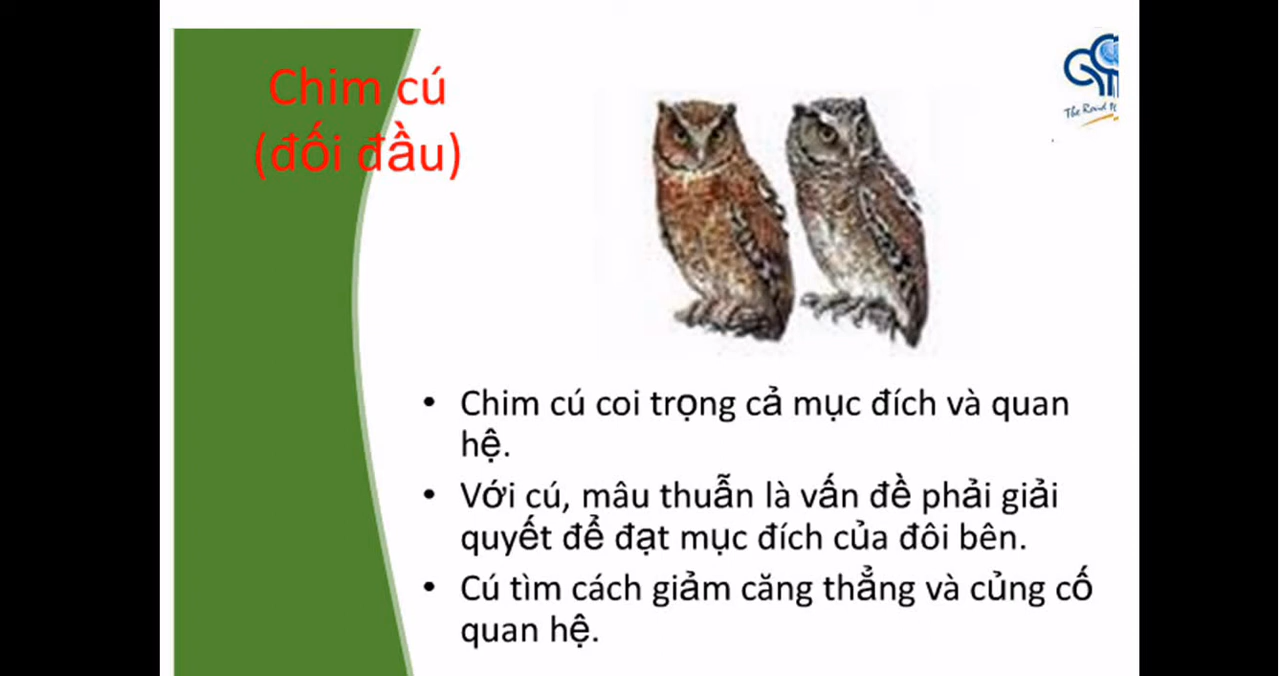 Chim cú
(đối đầu)
The Road
• Chim cú coi trọng cả mục đích và quan
hệ.
• Với cú, mâu thuẫn là vấn đề phải giải
quyết để đạt mục đích của đôi bên.
• Cú tìm cách giảm căng thẳng và củng cố
quan hệ.